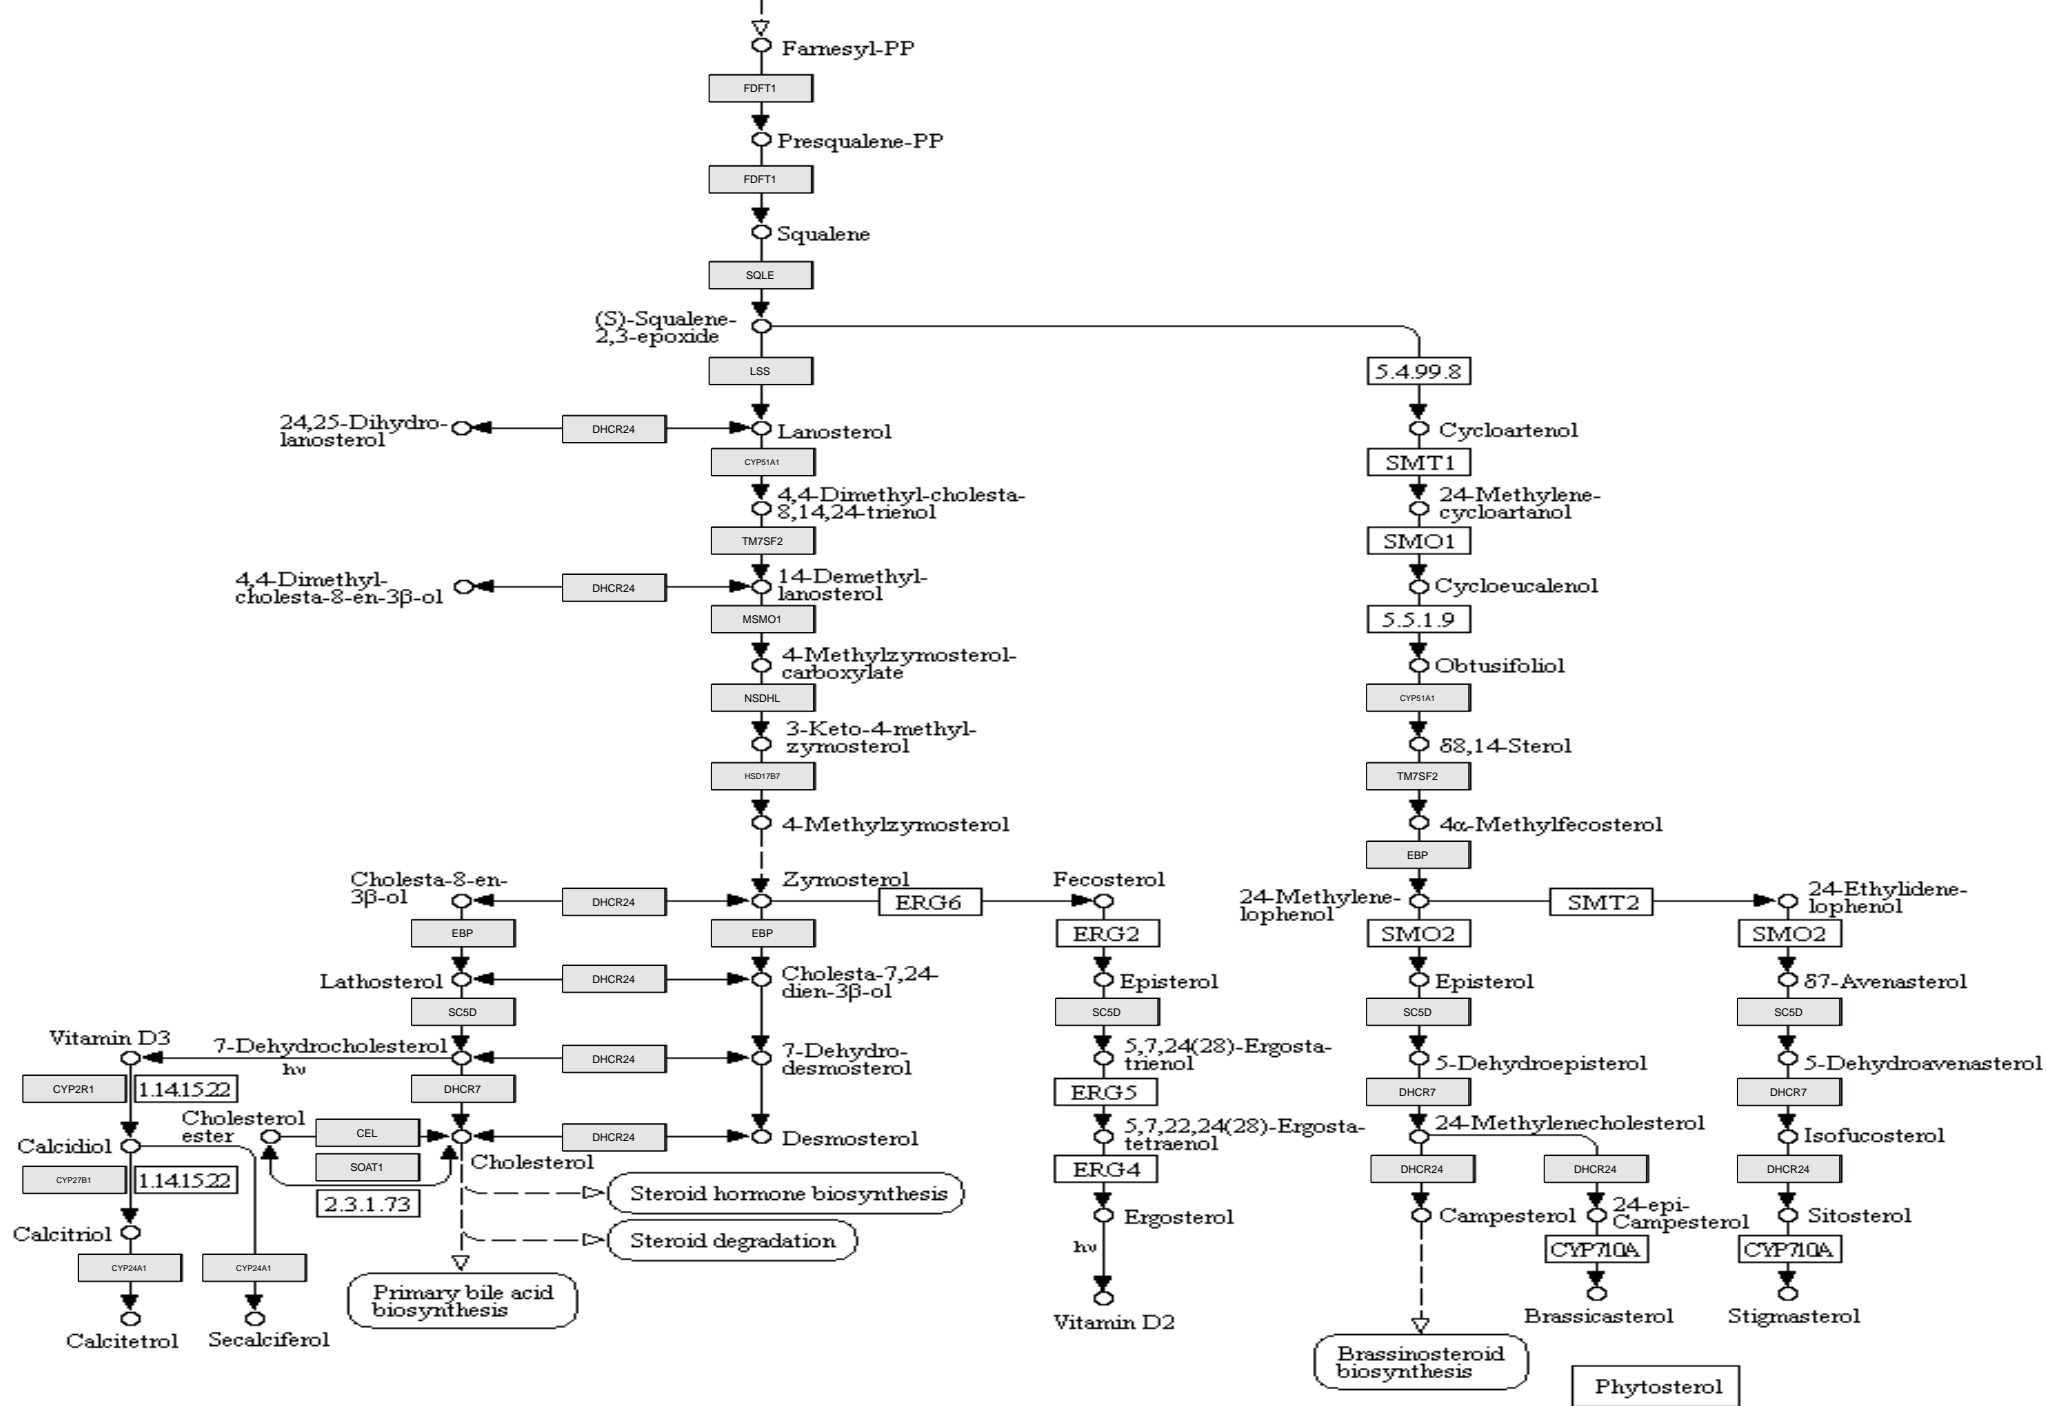 Farnesyl-PP
FDFT1
Presqualene-PP
FDFT1
Squalene
SQLE
(S)-Squalene-
2,3-epoxide
LSS
5.4.99.8
24,25-Dihydro-
lanosterol
DHCR24
Lanosterol
Cycloartenol
CYP51A1
SMT1
4,4-Dimethyl-cholesta-
8,14,24-trienol
24-Methylene-
cycloartanol
TM7SF2
SMO1
4,4-Dimethyl-
cholesta-8-en-3β-ol
DHCR24
14-Demethyl-
lanosterol
Cycloeucalenol
MSMO1
5.5.1.9
4-Methylzymosterol-
carboxylate
Obtusifoliol
NSDHL
CYP51A1
3-Keto-4-methyl-
zymosterol
δ8,14-Sterol
HSD17B7
TM7SF2
4-Methylzymosterol
4α-Methylfecosterol
EBP
Cholesta-8-en-
3β-ol
DHCR24
Zymosterol
ERG6
Fecosterol
24-Methylene-
lophenol
SMT2
24-Ethylidene-
lophenol
EBP
EBP
ERG2
SMO2
SMO2
Lathosterol
DHCR24
Cholesta-7,24-
dien-3β-ol
Episterol
Episterol
δ7-Avenasterol
SC5D
SC5D
SC5D
SC5D
Vitamin D3
7-Dehydrocholesterol
hν
DHCR24
7-Dehydro-
desmosterol
5,7,24(28)-Ergosta-
trienol
5-Dehydroepisterol
5-Dehydroavenasterol
CYP2R1
1.14.15.22
DHCR7
ERG5
DHCR7
DHCR7
Cholesterol
ester
CEL
DHCR24
Desmosterol
5,7,22,24(28)-Ergosta-
tetraenol
24-Methylenecholesterol
Isofucosterol
Calcidiol
SOAT1
Cholesterol
CYP27B1
1.14.15.22
2.3.1.73
ERG4
DHCR24
DHCR24
DHCR24
Steroid hormone biosynthesis
Calcitriol
Steroid degradation
Ergosterol
Campesterol
24-epi-
Campesterol
Sitosterol
hν
CYP24A1
CYP24A1
CYP710A
CYP710A
Primary bile acid
biosynthesis
Calcitetrol
Secalciferol
Vitamin D2
Brassicasterol
Stigmasterol
Brassinosteroid
biosynthesis
Phytosterol